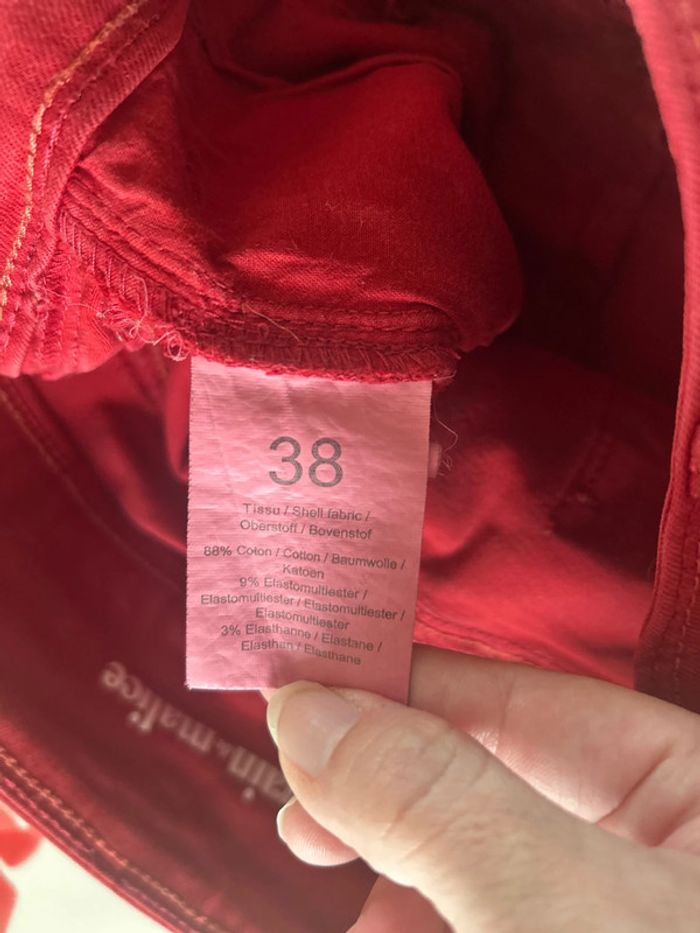 38
Tissu / Shell fabric /
Oberstoff / Bovenstof
88% Coton / Cotton / Baumwolle /
Katoen
9% Elastomultiester /
Elastomultiester / Elastomultiester /
Elastomultiester
3% Elasthanne / Elastane /
Elasthan / Elasthane
malice